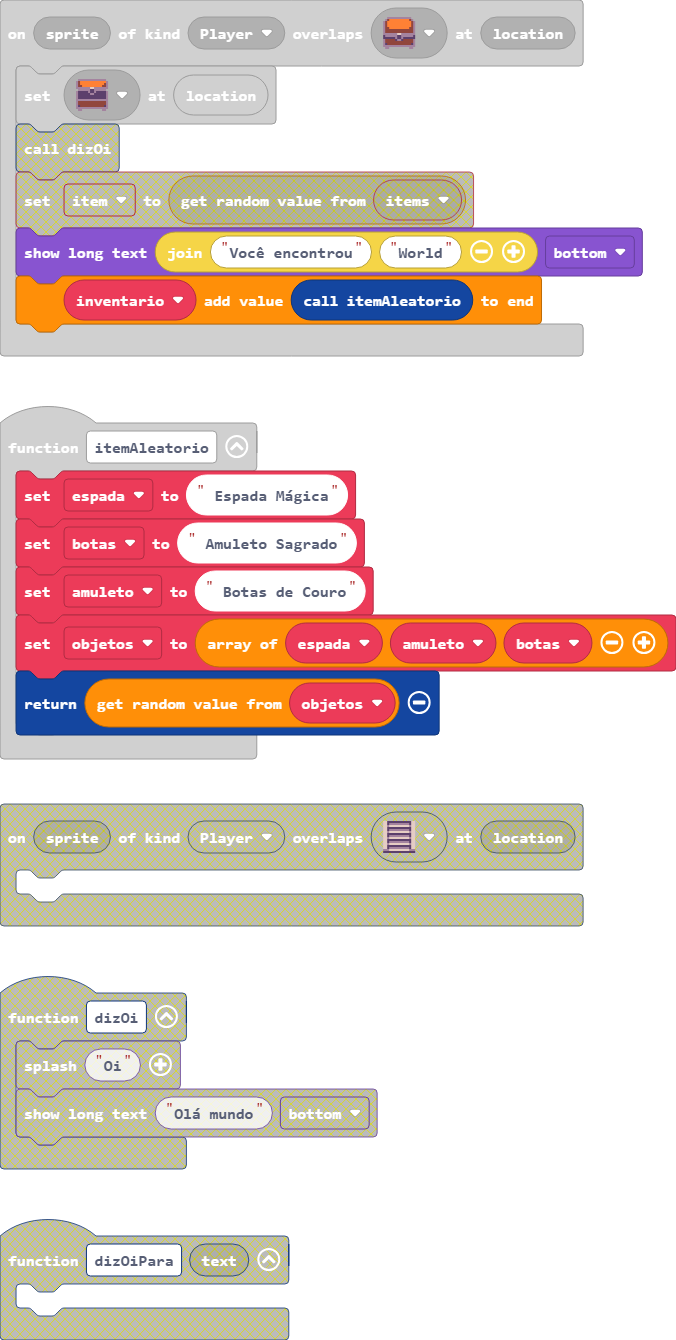 on sprite of kind Player overlaps at location
set at location
call dizOi
set item to get random value from items
show long text join "Você encontrou" "World" bottom
inventario add value call itemAleatorio to end
function itemAleatorio
set espada to " Espada Mágica"
set botas to " Amuleto Sagrado"
set amuleto to " Botas de Couro"
set objetos to array of espada amuleto botas
return get random value from objetos
on sprite of kind Player overlaps at location
function dizOi
splash "Oi"
show long text "Olá mundo" bottom
function dizOiPara text